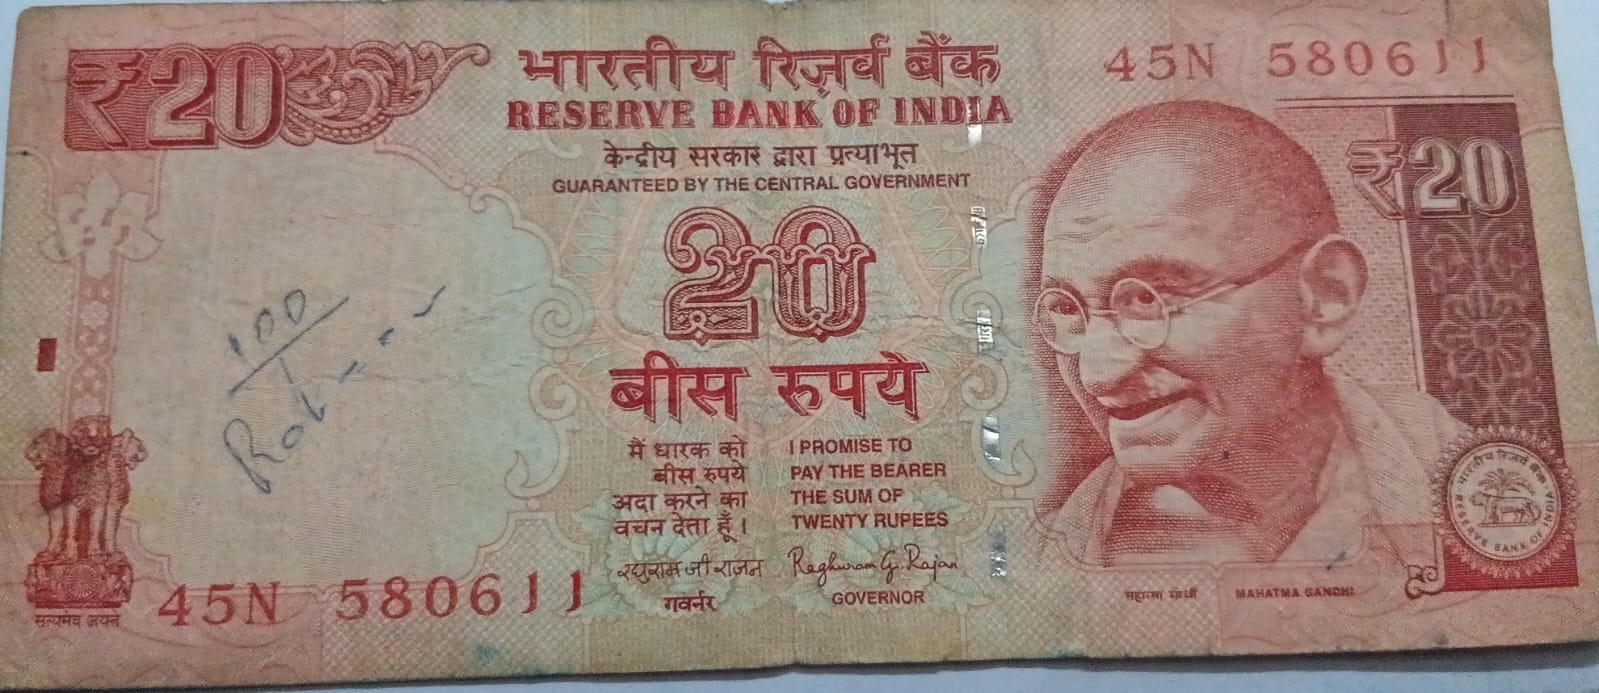 ₹20
भारतीय रिज़र्व बैंक
RESERVE BANK OF INDIA
केन्द्रीय सरकार द्वारा प्रत्याभूत
GUARANTEED BY THE CENTRAL GOVERNMENT
45N 580611
₹20
20
बीस रुपये
100
मैं धारक को
बीस रुपये
अदा करने का
वचन देता हूँ।
I PROMISE TO
PAY THE BEARER
THE SUM OF
TWENTY RUPEES
रघुराम जी राजन
गवर्नर
Raghuram G. Rajan
GOVERNOR
सत्यमेव जयते
45N 580611
महात्मा गांधी
MAHATMA GANDHI
भारतीय रिज़र्व बैंक
RESERVE BANK OF INDIA